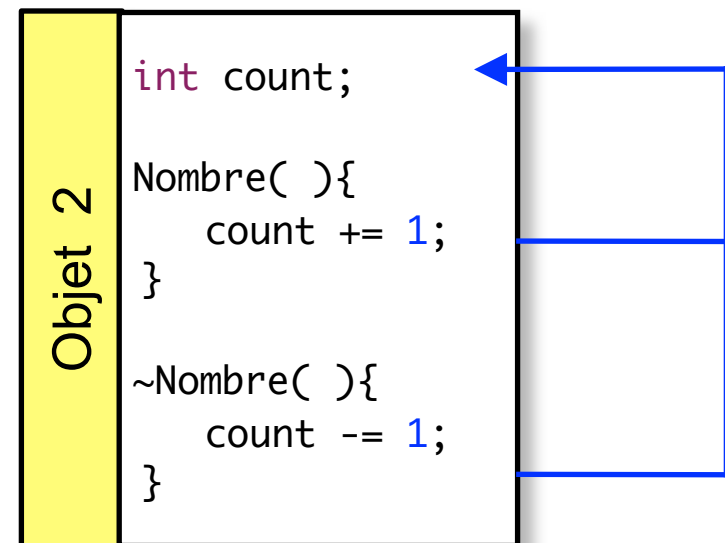 Objet 2
int count;
Nombre( ){
count += 1;
}
~Nombre( ){
count -= 1;
}